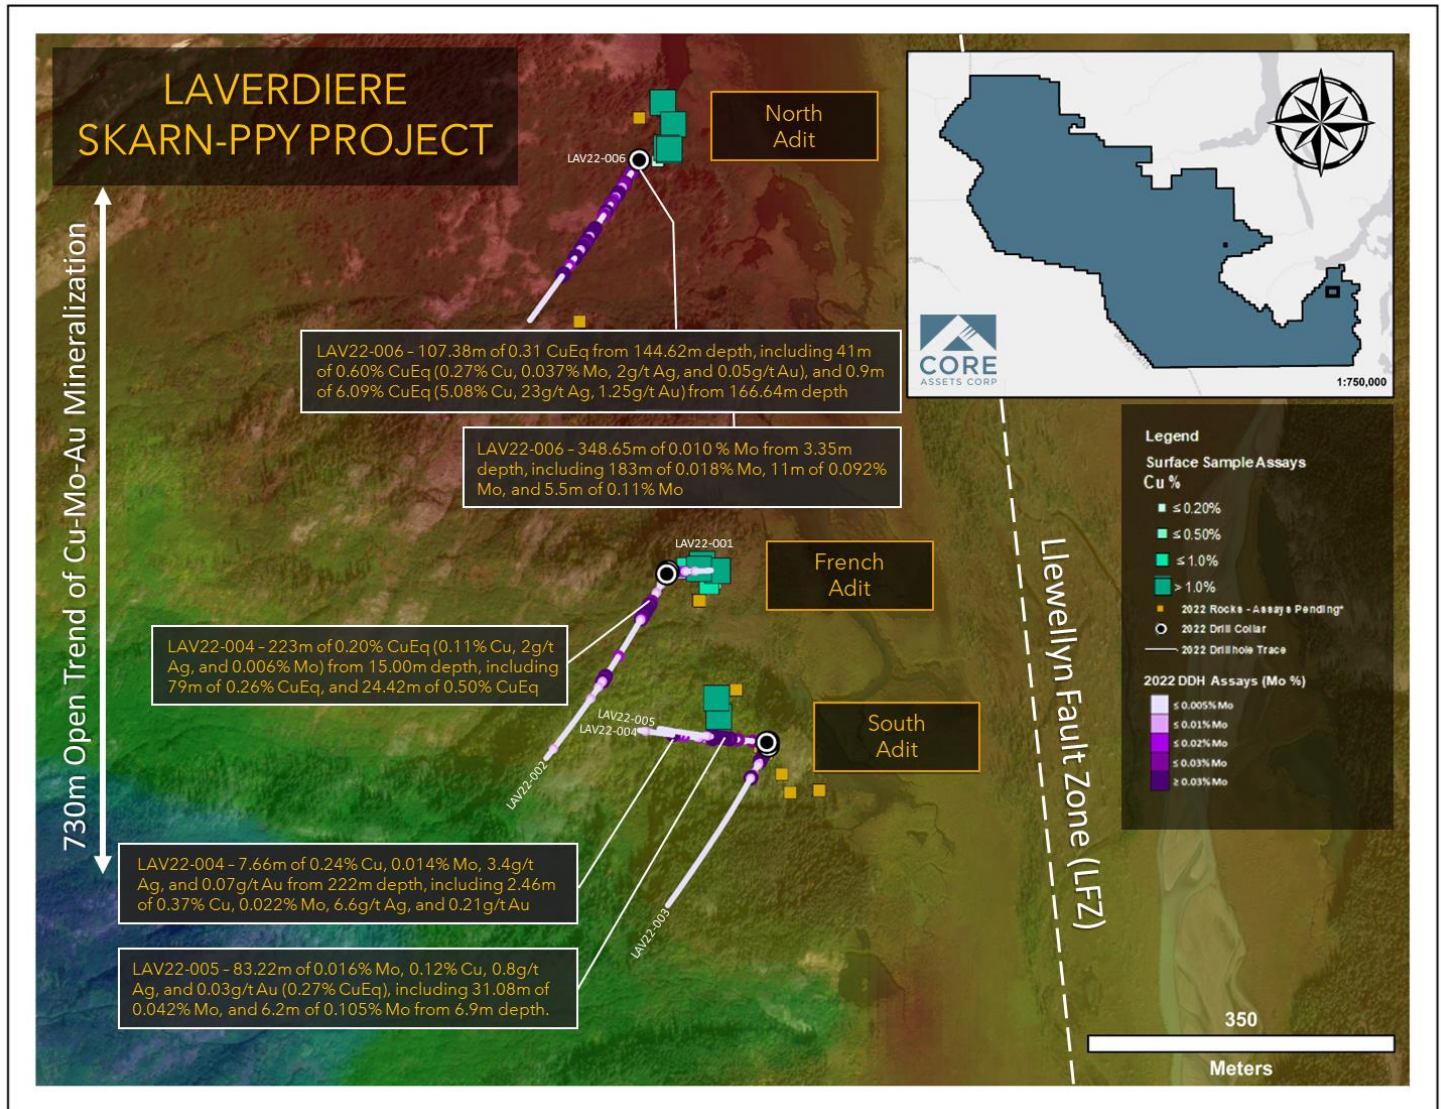 LAVERDIERE
SKARN-PPY PROJECT
730m Open Trend of Cu-Mo-Au Mineralization
North
Adit
LAV22-006
LAV22-006 – 107.38m of 0.31 CuEq from 144.62m depth, including 41m
of 0.60% CuEq (0.27% Cu, 0.037% Mo, 2g/t Ag, and 0.05g/t Au), and 0.9m
of 6.09% CuEq (5.08% Cu, 23g/t Ag, 1.25g/t Au) from 166.64m depth
LAV22-006 – 348.65m of 0.010 % Mo from 3.35m
depth, including 183m of 0.018% Mo, 11m of 0.092%
Mo, and 5.5m of 0.11% Mo
LAV22-001
French
Adit
LAV22-004 – 223m of 0.20% CuEq (0.11% Cu, 2g/t
Ag, and 0.006% Mo) from 15.00m depth, including
79m of 0.26% CuEq, and 24.42m of 0.50% CuEq
LAV22-002
LAV22-005
LAV22-004
South
Adit
LAV22-003
LAV22-004 – 7.66m of 0.24% Cu, 0.014% Mo, 3.4g/t
Ag, and 0.07g/t Au from 222m depth, including 2.46m
of 0.37% Cu, 0.022% Mo, 6.6g/t Ag, and 0.21g/t Au
LAV22-005 – 83.22m of 0.016% Mo, 0.12% Cu, 0.8g/t
Ag, and 0.03g/t Au (0.27% CuEq), including 31.08m of
0.042% Mo, and 6.2m of 0.105% Mo from 6.9m depth.
Llewellyn Fault Zone (LFZ)
CORE
ASSETS CORP
1:750,000
Legend
Surface Sample Assays
Cu %
≤ 0.20%
≤ 0.50%
≤ 1.0%
> 1.0%
2022 Rocks - Assays Pending*
2022 Drill Collar
2022 Drillhole Trace
2022 DDH Assays (Mo %)
≤ 0.005% Mo
≤ 0.01% Mo
≤ 0.02% Mo
≤ 0.03% Mo
≥ 0.03% Mo
350
Meters